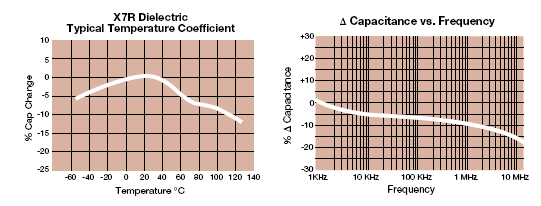 X7R Dielectric
Typical Temperature Coefficient
% Cap Change
10
5
0
-5
-10
-15
-20
-25
-60 -40 -20 0 20 40 60 80 100 120 140
Temperature °C
Δ Capacitance vs. Frequency
% Δ Capacitance
+30
+20
+10
0
-10
-20
-30
1KHz 10 KHz 100 KHz 1 MHz 10 MHz
Frequency